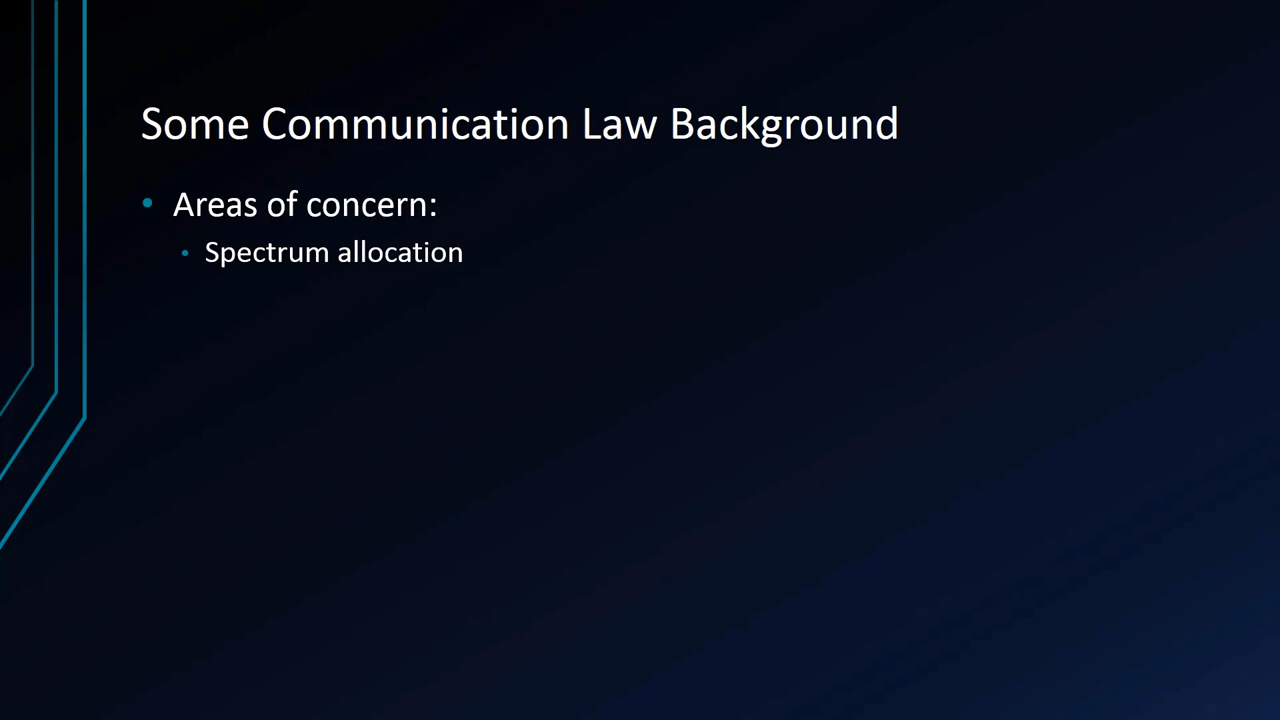 Some Communication Law Background
• Areas of concern:
• Spectrum allocation